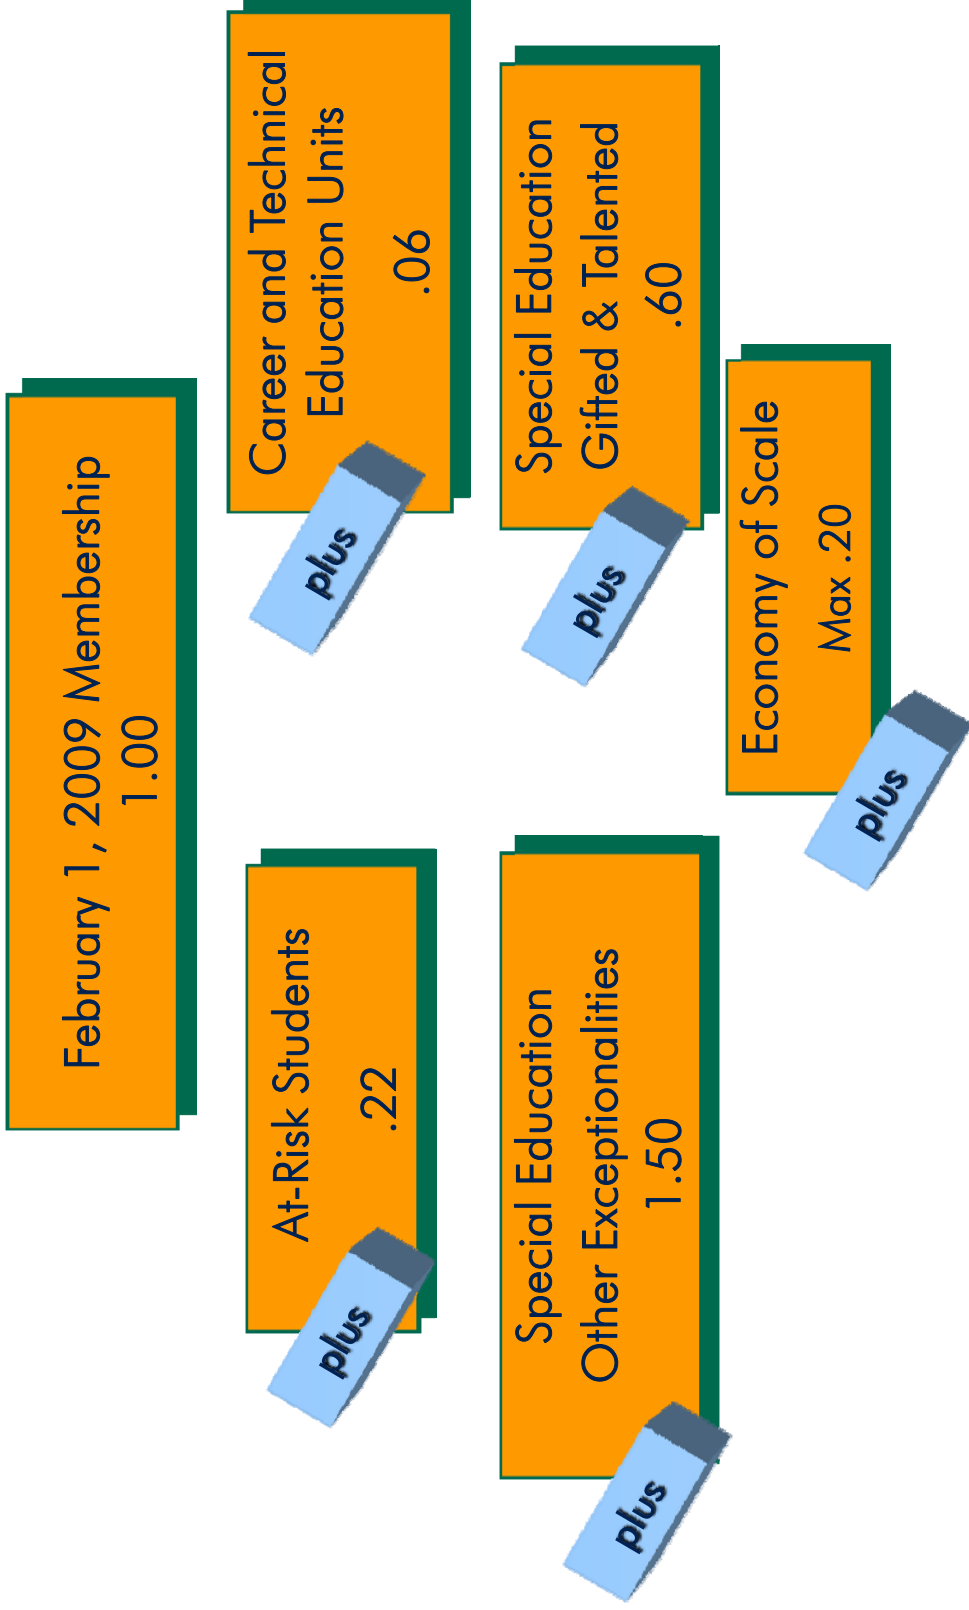 February 1, 2009 Membership
1.00
plus
At-Risk Students
.22
plus
Career and Technical
Education Units
.06
plus
Special Education
Other Exceptionalities
1.50
plus
Special Education
Gifted & Talented
.60
plus
Economy of Scale
Max .20